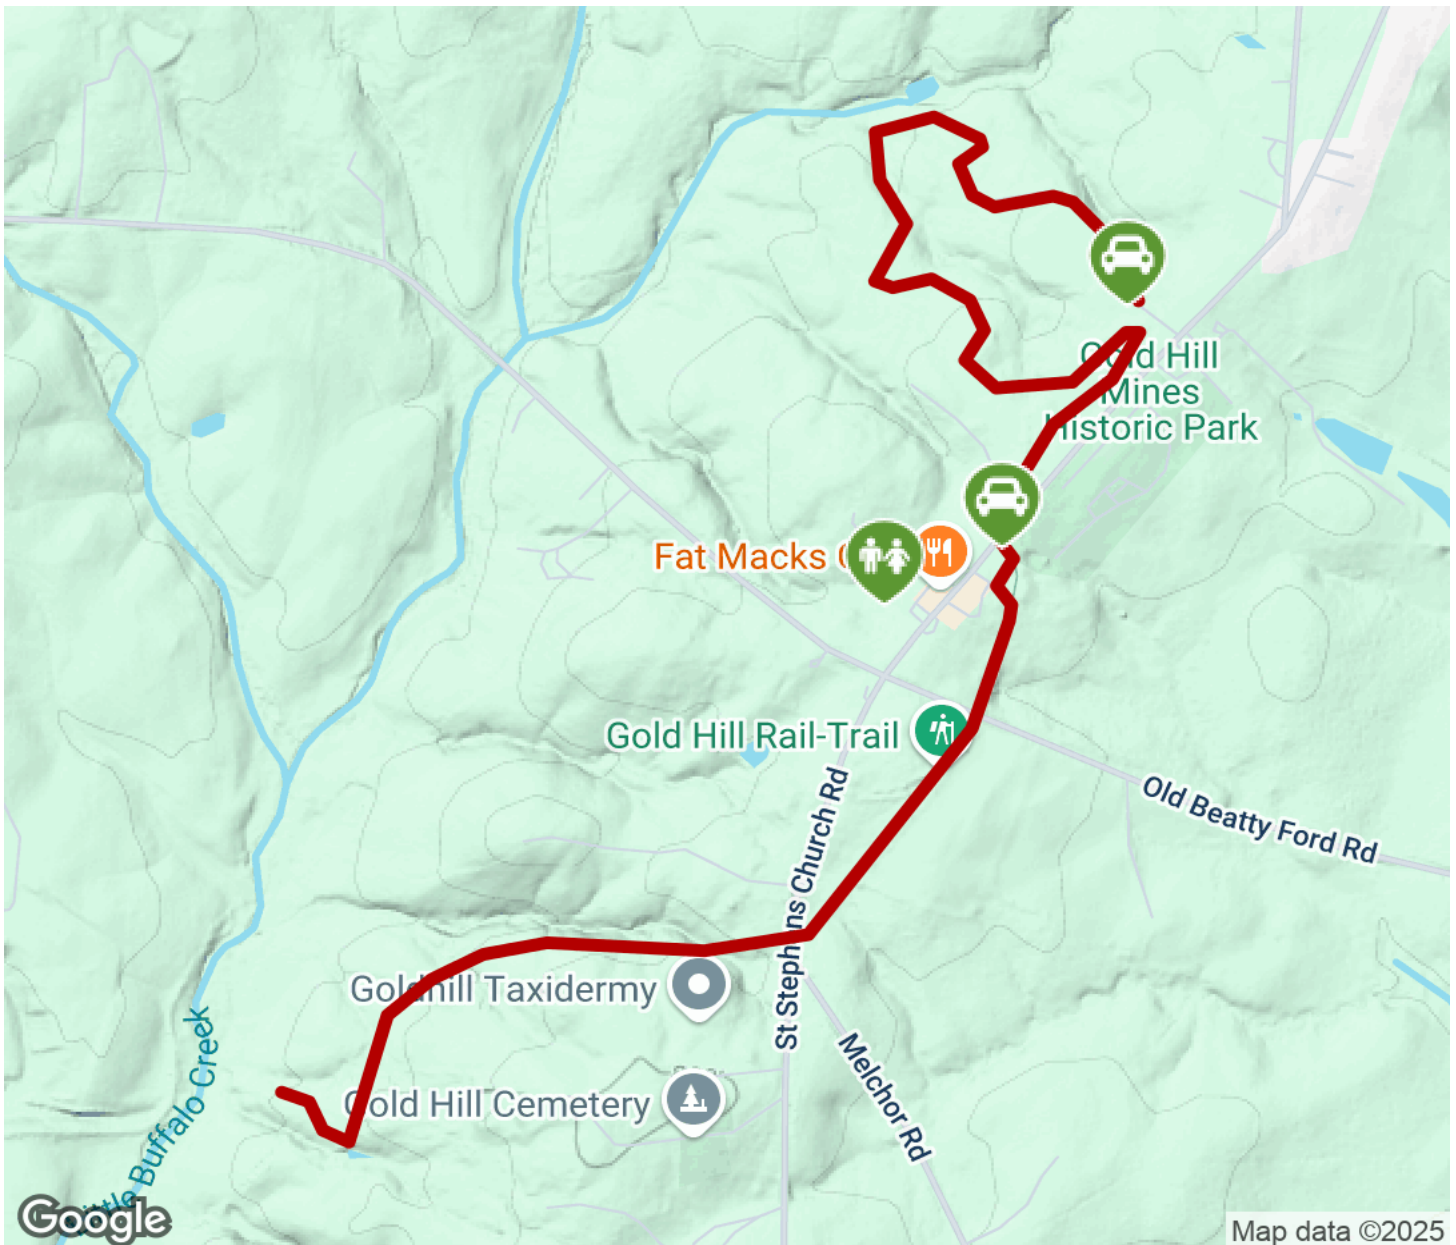 Gold Hill
Mines
Historic Park
Fat Macks
Gold Hill Rail-Trail
St Stephens Church Rd
Old Beatty Ford Rd
Goldhill Taxidermy
Gold Hill Cemetery
Melchor Rd
Little Buffalo Creek
Google
Map data ©2025